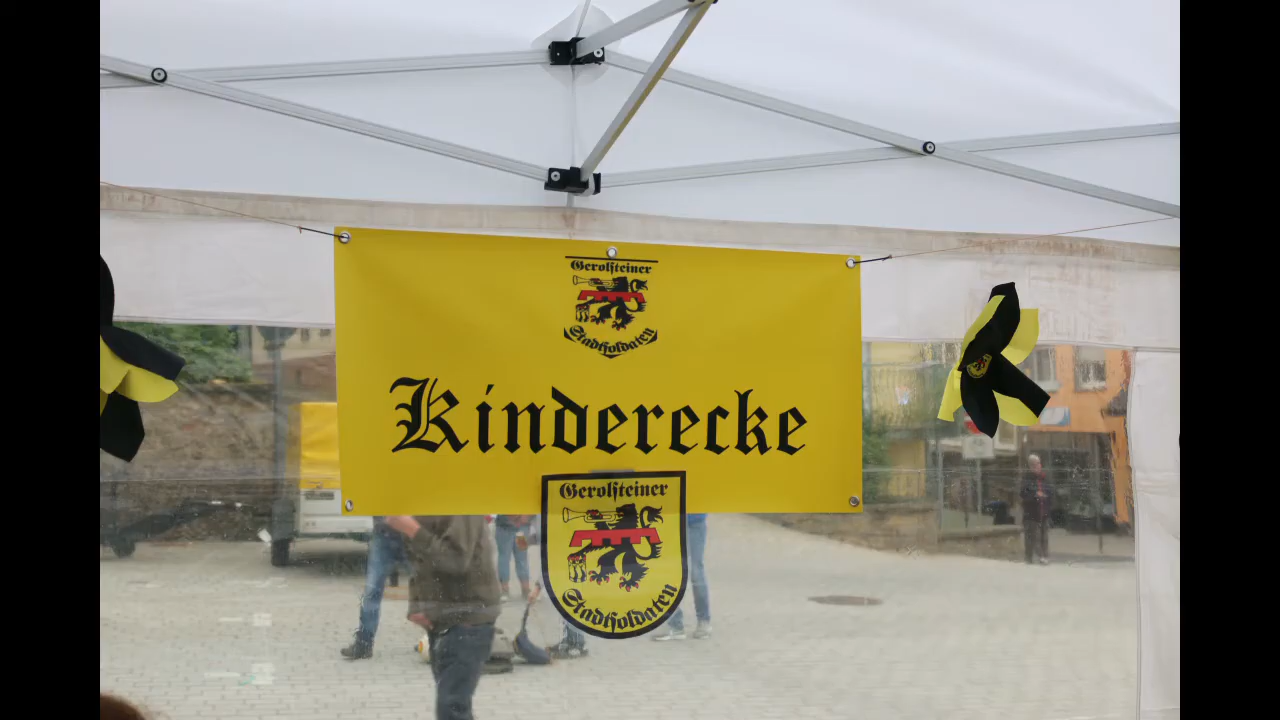 Gerolsteiner
Stadtsoldaten
Kinderecke
Gerolsteiner
Stadtsoldaten